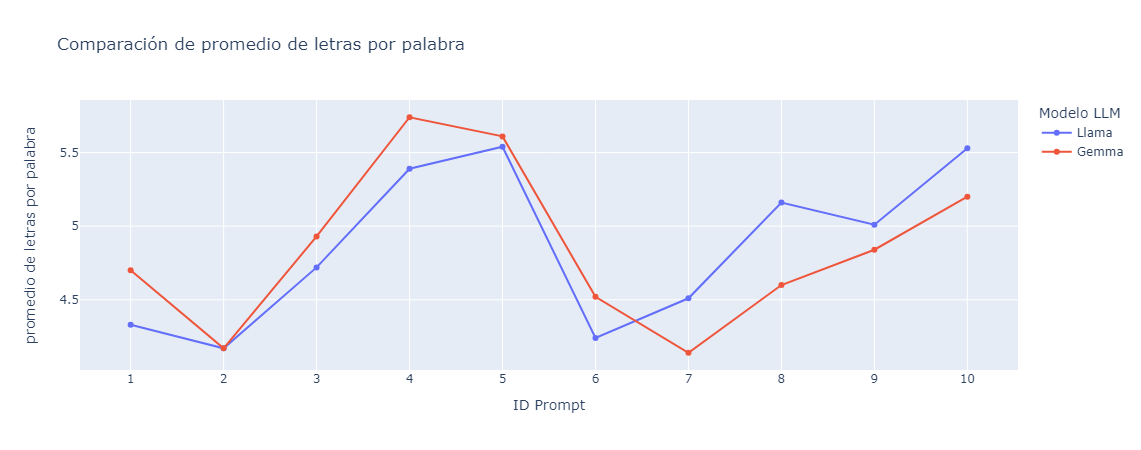 Comparación de promedio de letras por palabra
Modelo LLM
Llama
Gemma
promedio de letras por palabra
5.5
5
4.5
1 2 3 4 5 6 7 8 9 10
ID Prompt